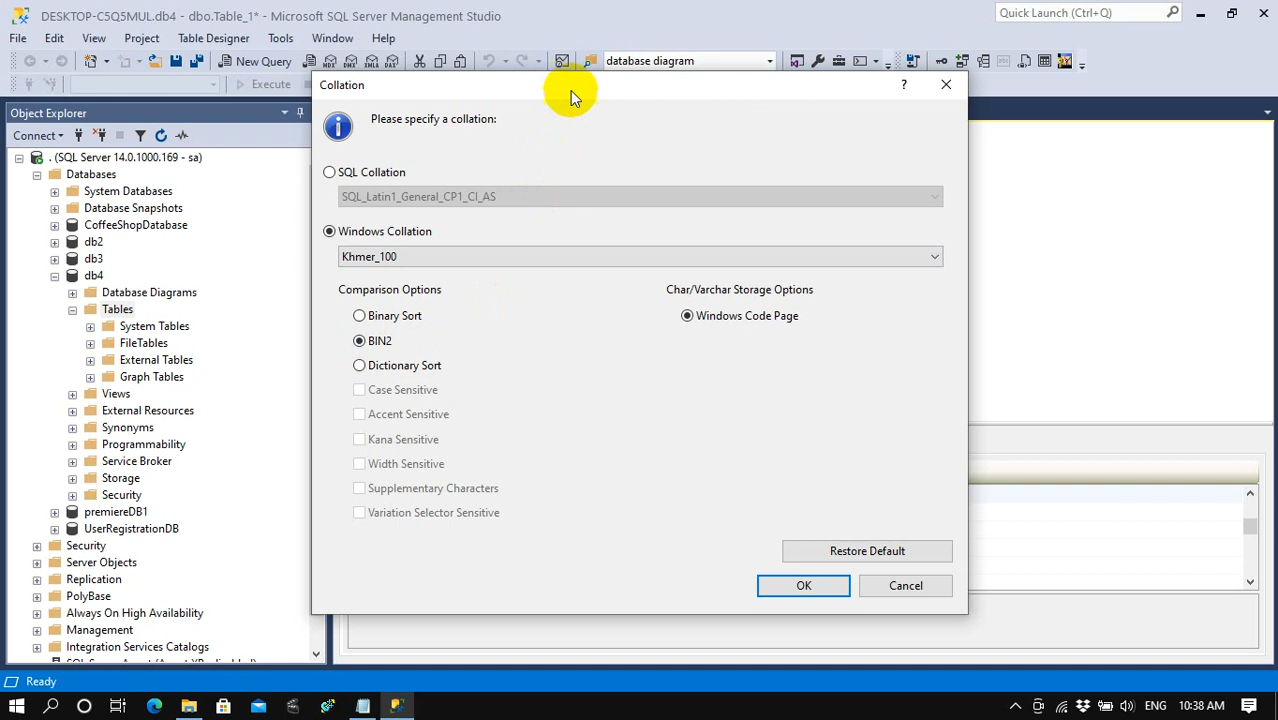 DESKTOP-C5Q5MUL.db4 - dbo.Table_1* - Microsoft SQL Server Management Studio
Quick Launch (Ctrl+Q)
File Edit View Project Table Designer Tools Window Help
New Query
MDX DMX XMLA DAX
database diagram
Execute
Object Explorer
Connect
. (SQL Server 14.0.1000.169 - sa)
Databases
System Databases
Database Snapshots
CoffeeShopDatabase
db2
db3
db4
Database Diagrams
Tables
System Tables
FileTables
External Tables
Graph Tables
Views
External Resources
Synonyms
Programmability
Service Broker
Storage
Security
premiereDB1
UserRegistrationDB
Security
Server Objects
Replication
PolyBase
Always On High Availability
Management
Integration Services Catalogs
Collation
Please specify a collation:
SQL Collation
SQL_Latin1_General_CP1_CI_AS
Windows Collation
Khmer_100
Comparison Options
Char/Varchar Storage Options
Binary Sort
Windows Code Page
BIN2
Dictionary Sort
Case Sensitive
Accent Sensitive
Kana Sensitive
Width Sensitive
Supplementary Characters
Variation Selector Sensitive
Restore Default
OK Cancel
Ready
ENG 10:38 AM